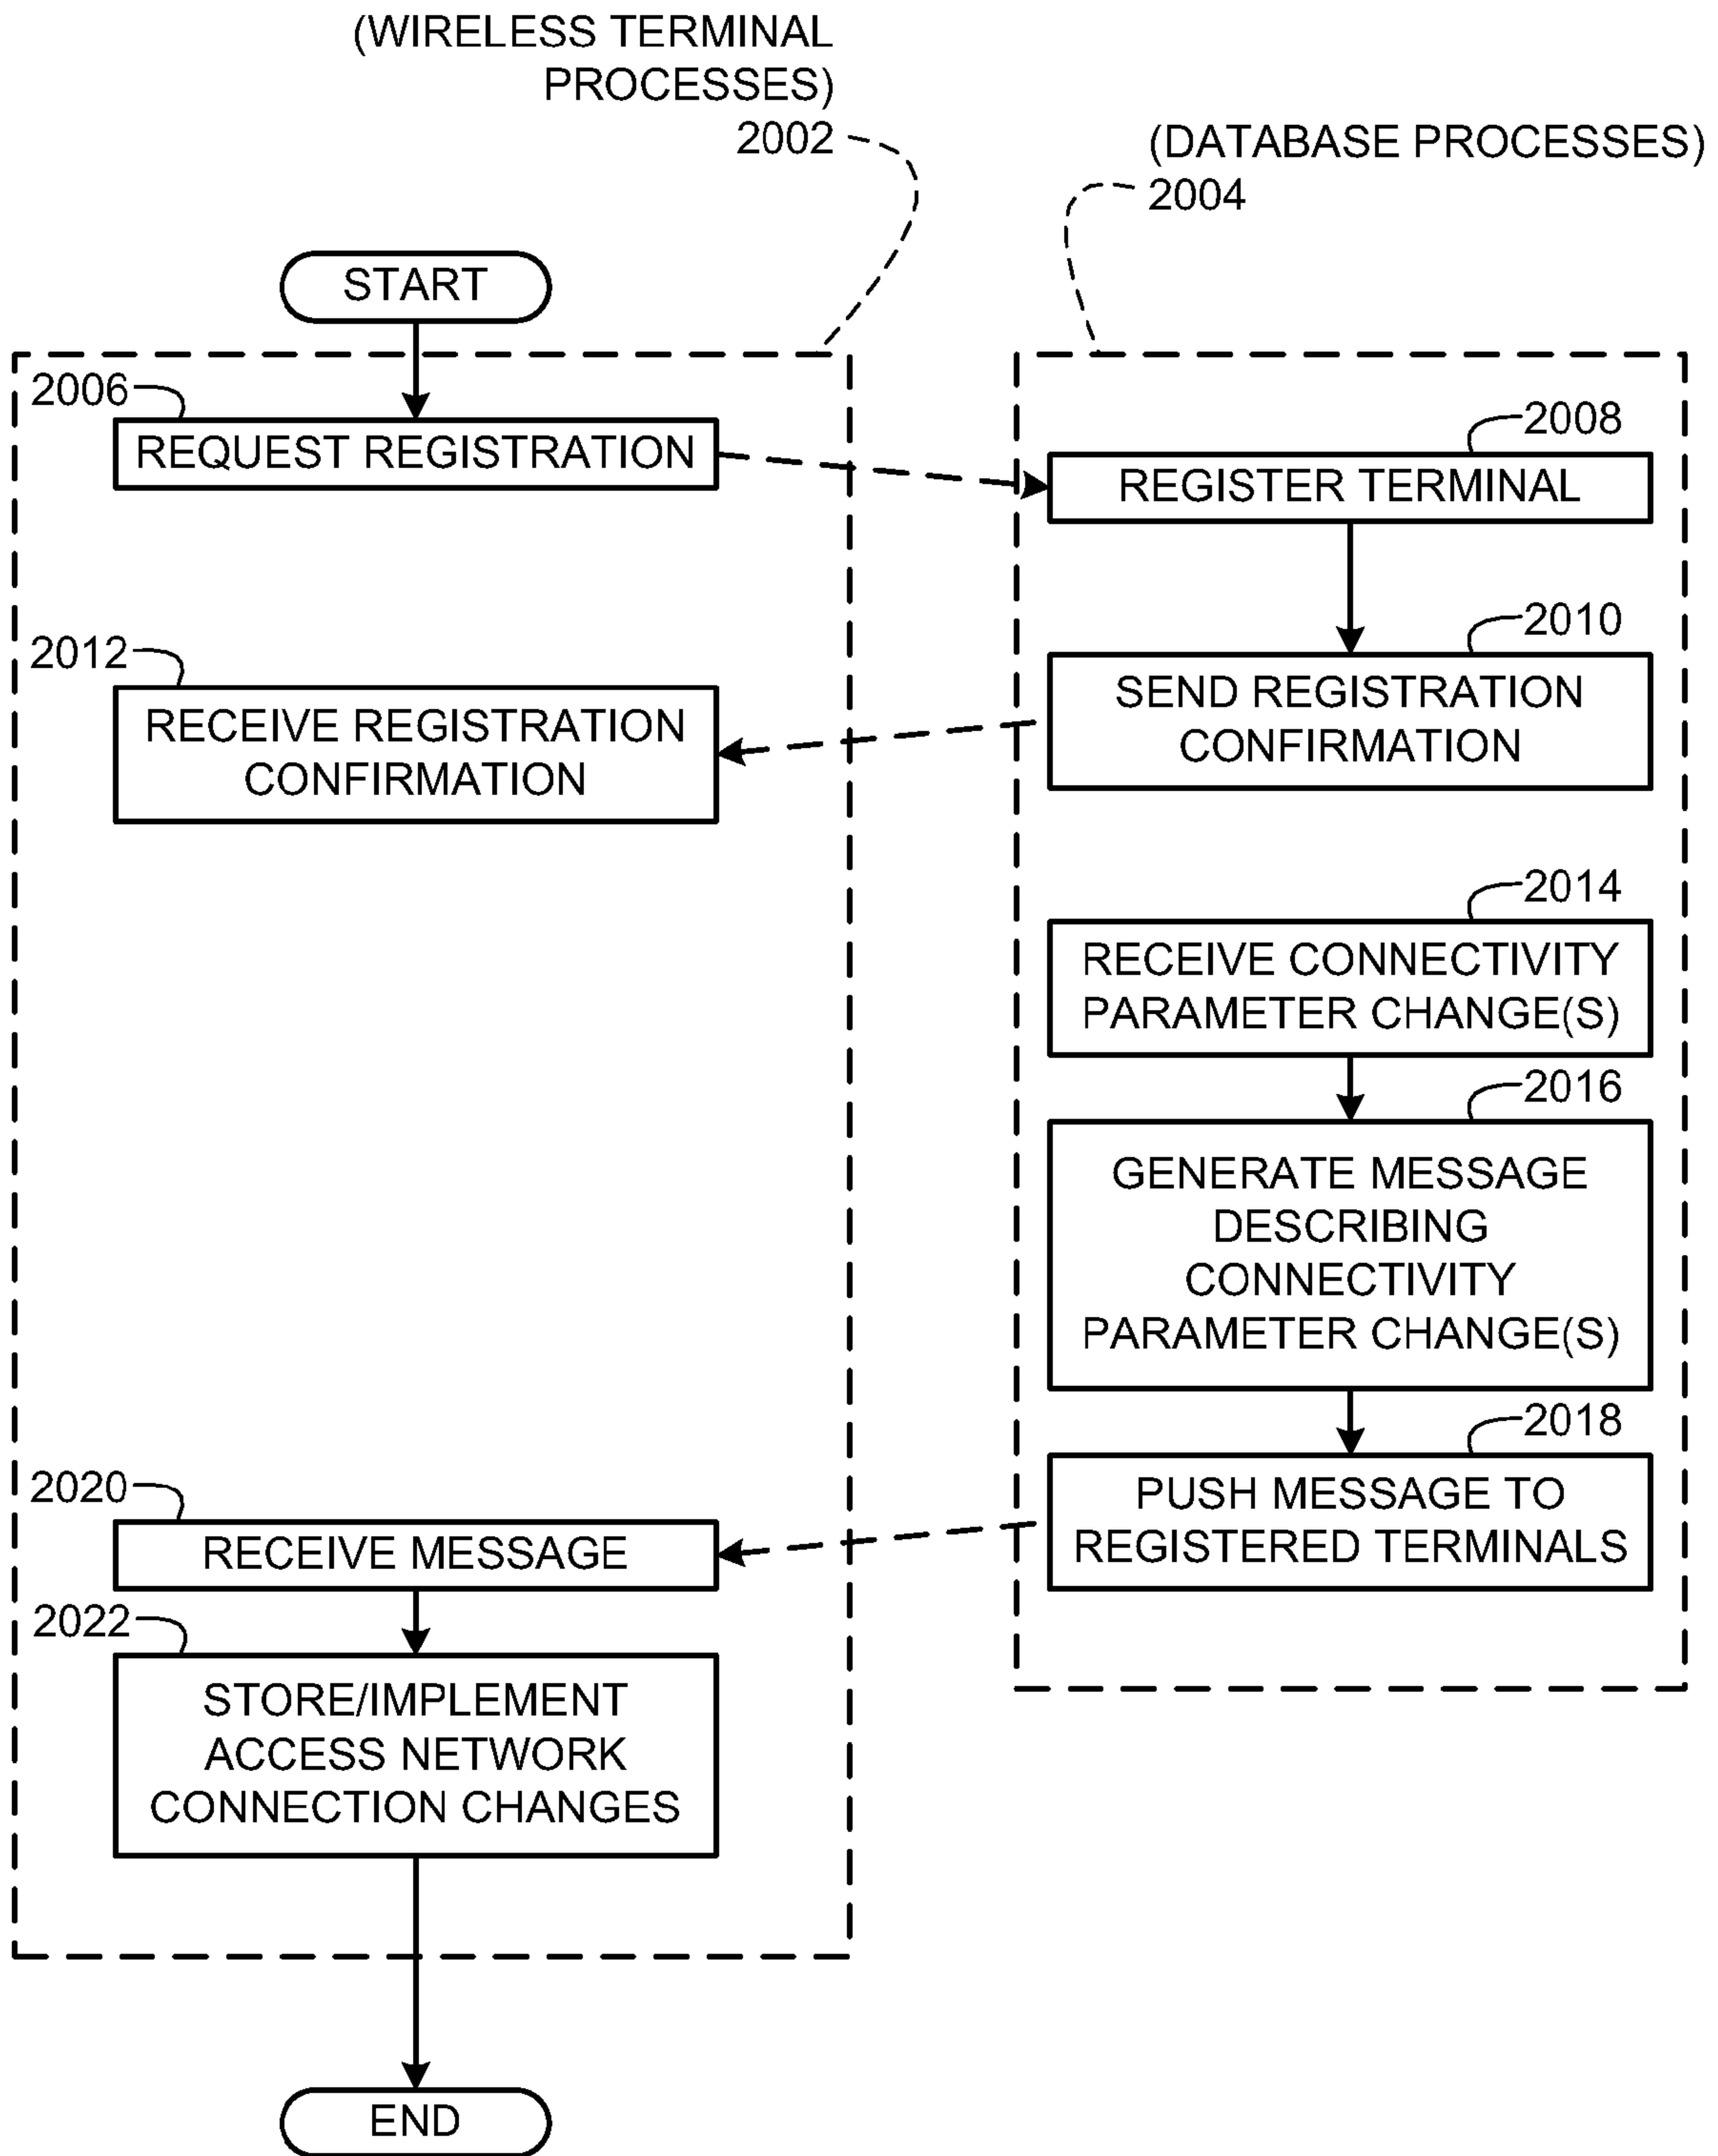 (WIRELESS TERMINAL
PROCESSES)
2002
(DATABASE PROCESSES)
2004
START
2006
REQUEST REGISTRATION
2008
REGISTER TERMINAL
2010
SEND REGISTRATION
CONFIRMATION
2012
RECEIVE REGISTRATION
CONFIRMATION
2014
RECEIVE CONNECTIVITY
PARAMETER CHANGE(S)
2016
GENERATE MESSAGE
DESCRIBING
CONNECTIVITY
PARAMETER CHANGE(S)
2018
PUSH MESSAGE TO
REGISTERED TERMINALS
2020
RECEIVE MESSAGE
2022
STORE/IMPLEMENT
ACCESS NETWORK
CONNECTION CHANGES
END